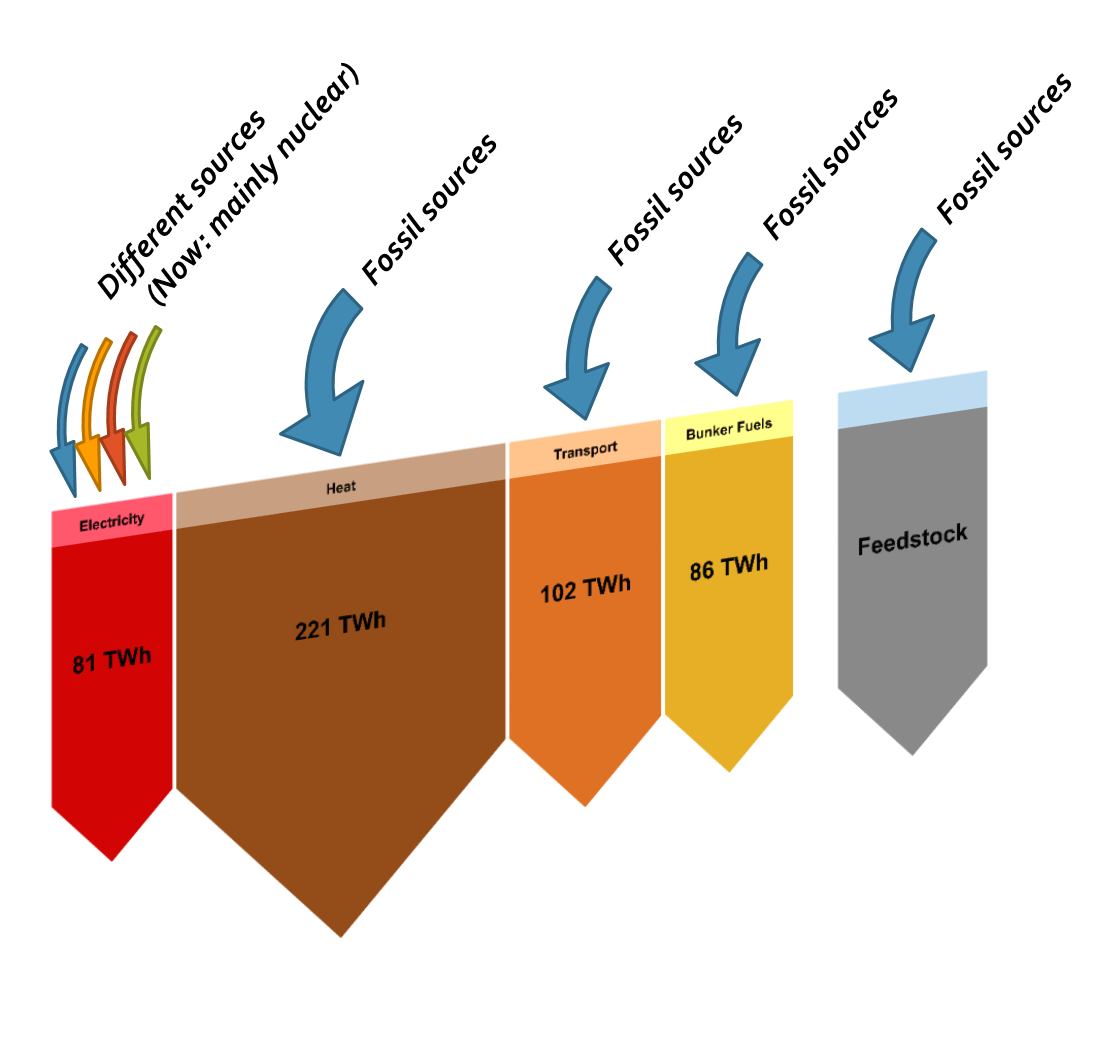 Different sources
(Now: mainly nuclear)
Fossil sources
Fossil sources
Fossil sources
Fossil sources
Electricity
Heat
Transport
Bunker Fuels
81 TWh
221 TWh
102 TWh
86 TWh
Feedstock